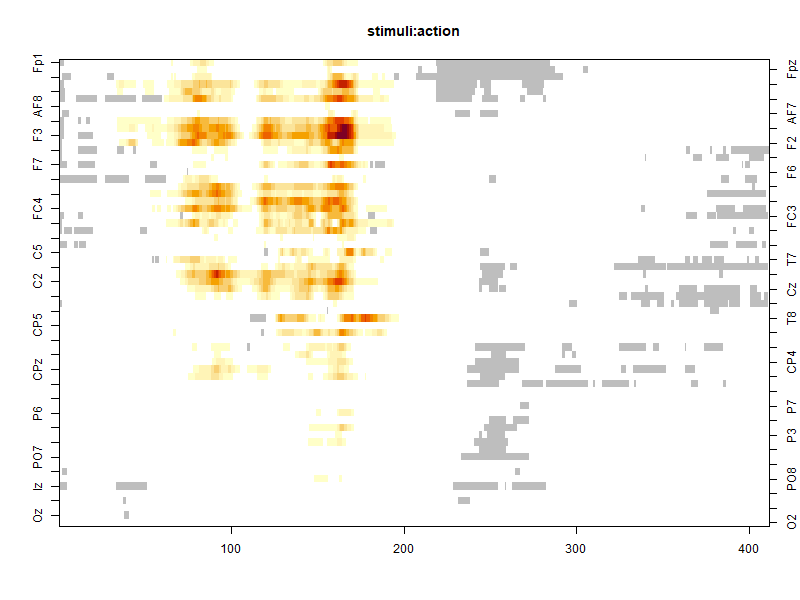 stimuli:action
Fp1
AF8
F3
F7
FC4
C5
C2
CP5
CPz
P6
PO7
Iz
Oz
Fpz
AF7
F2
F6
FC3
T7
Cz
T8
CP4
P7
P3
PO8
O2
100
200
300
400